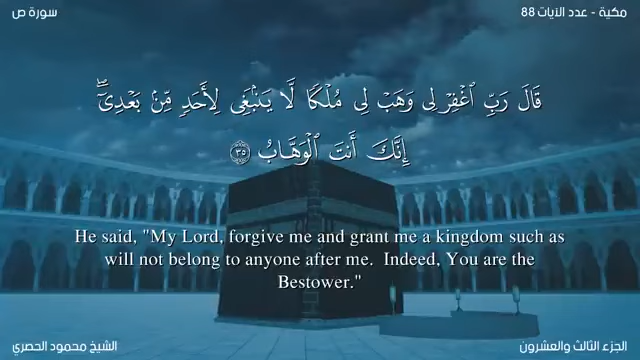 مكية - عدد الآيات 88
سورة ص
قَالَ رَبِّ ٱغْفِرْ لِى وَهَبْ لِى مُلْكًا لَّا يَنۢبَغِى لِأَحَدٍ مِّنۢ بَعْدِىٓ ۖ
إِنَّكَ أَنتَ ٱلْوَهَّابُ ٣٥
He said, "My Lord, forgive me and grant me a kingdom such as
will not belong to anyone after me. Indeed, You are the
Bestower."
الجزء الثالث والعشرون
الشيخ محمود الحصري